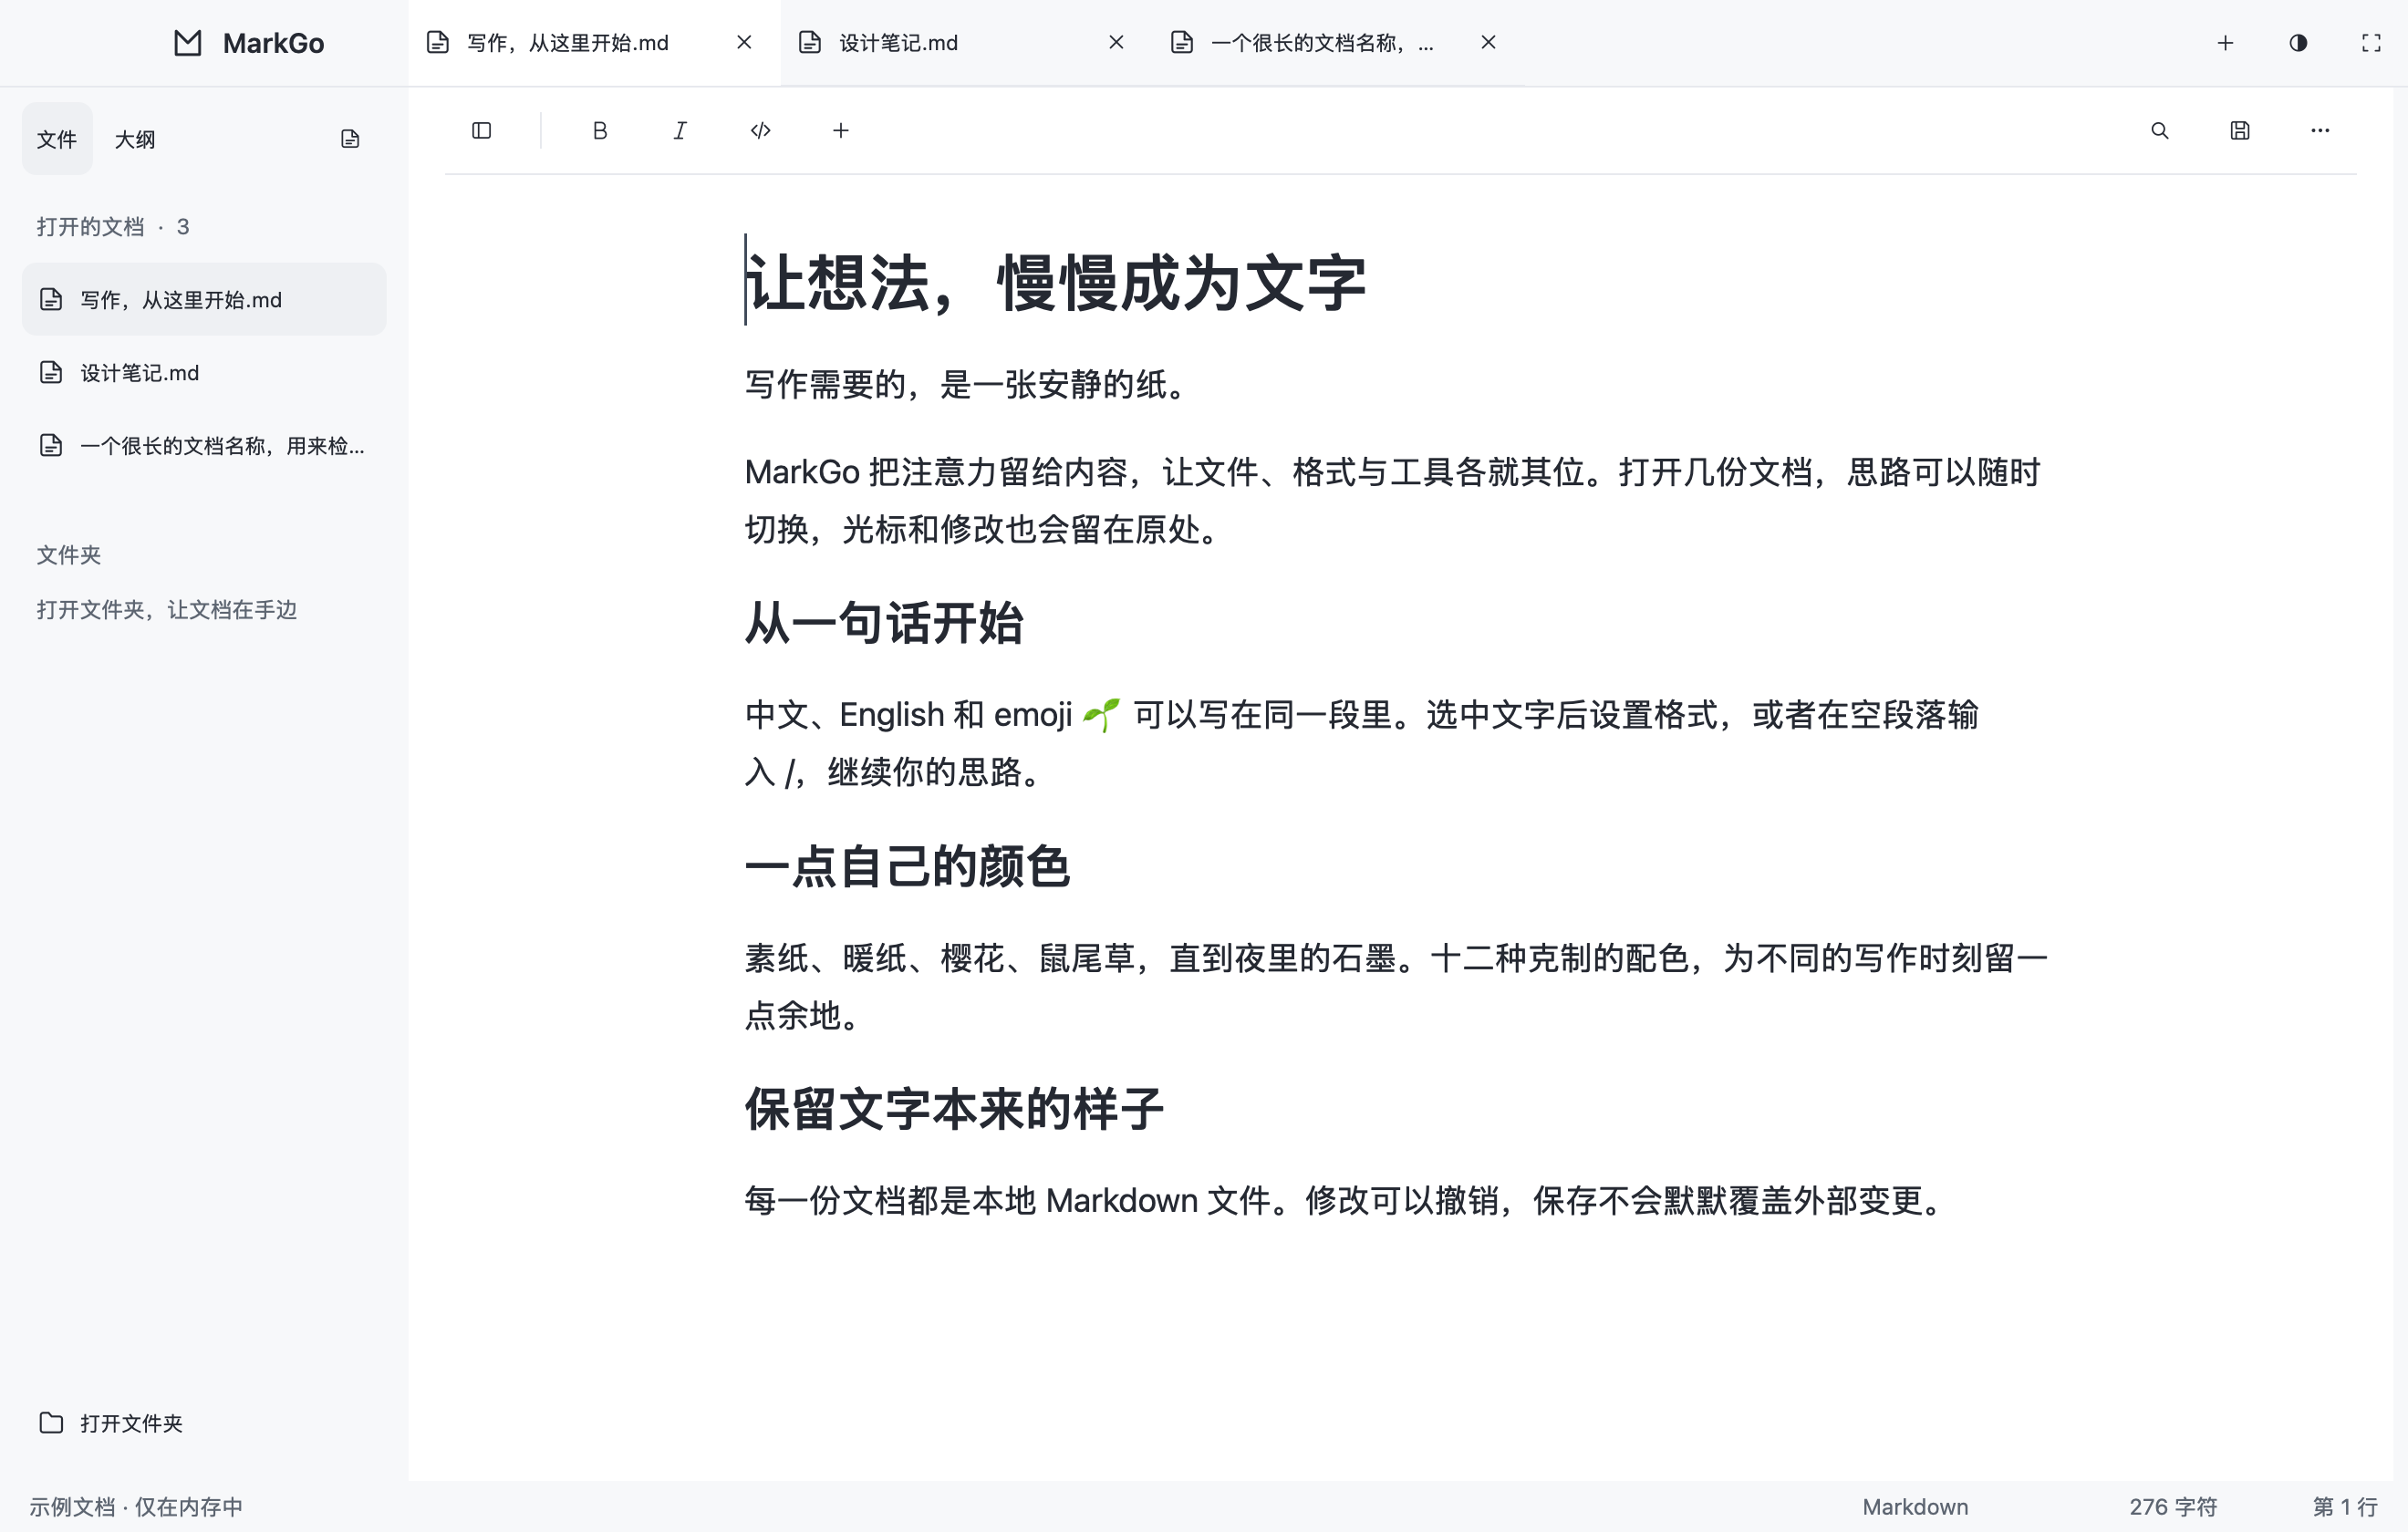 MarkGo
写作，从这里开始.md
设计笔记.md
一个很长的文档名称，...
文件 大纲
打开的文档 · 3
写作，从这里开始.md
设计笔记.md
一个很长的文档名称，用来检...
文件夹
打开文件夹，让文档在手边
打开文件夹
B I </> +
让想法，慢慢成为文字
写作需要的，是一张安静的纸。
MarkGo 把注意力留给内容，让文件、格式与工具各就其位。打开几份文档，思路可以随时
切换，光标和修改也会留在原处。
从一句话开始
中文、English 和 emoji 🌱 可以写在同一段里。选中文字后设置格式，或者在空段落输
入 /，继续你的思路。
一点自己的颜色
素纸、暖纸、樱花、鼠尾草，直到夜里的石墨。十二种克制的配色，为不同的写作时刻留一
点余地。
保留文字本来的样子
每一份文档都是本地 Markdown 文件。修改可以撤销，保存不会默默覆盖外部变更。
示例文档 · 仅在内存中
Markdown
276 字符
第 1 行